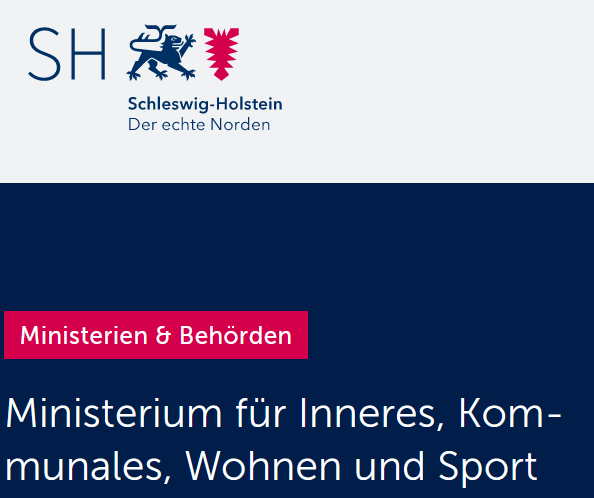 SH
Schleswig-Holstein
Der echte Norden
Ministerien & Behörden
Ministerium für Inneres, Kom-
munales, Wohnen und Sport